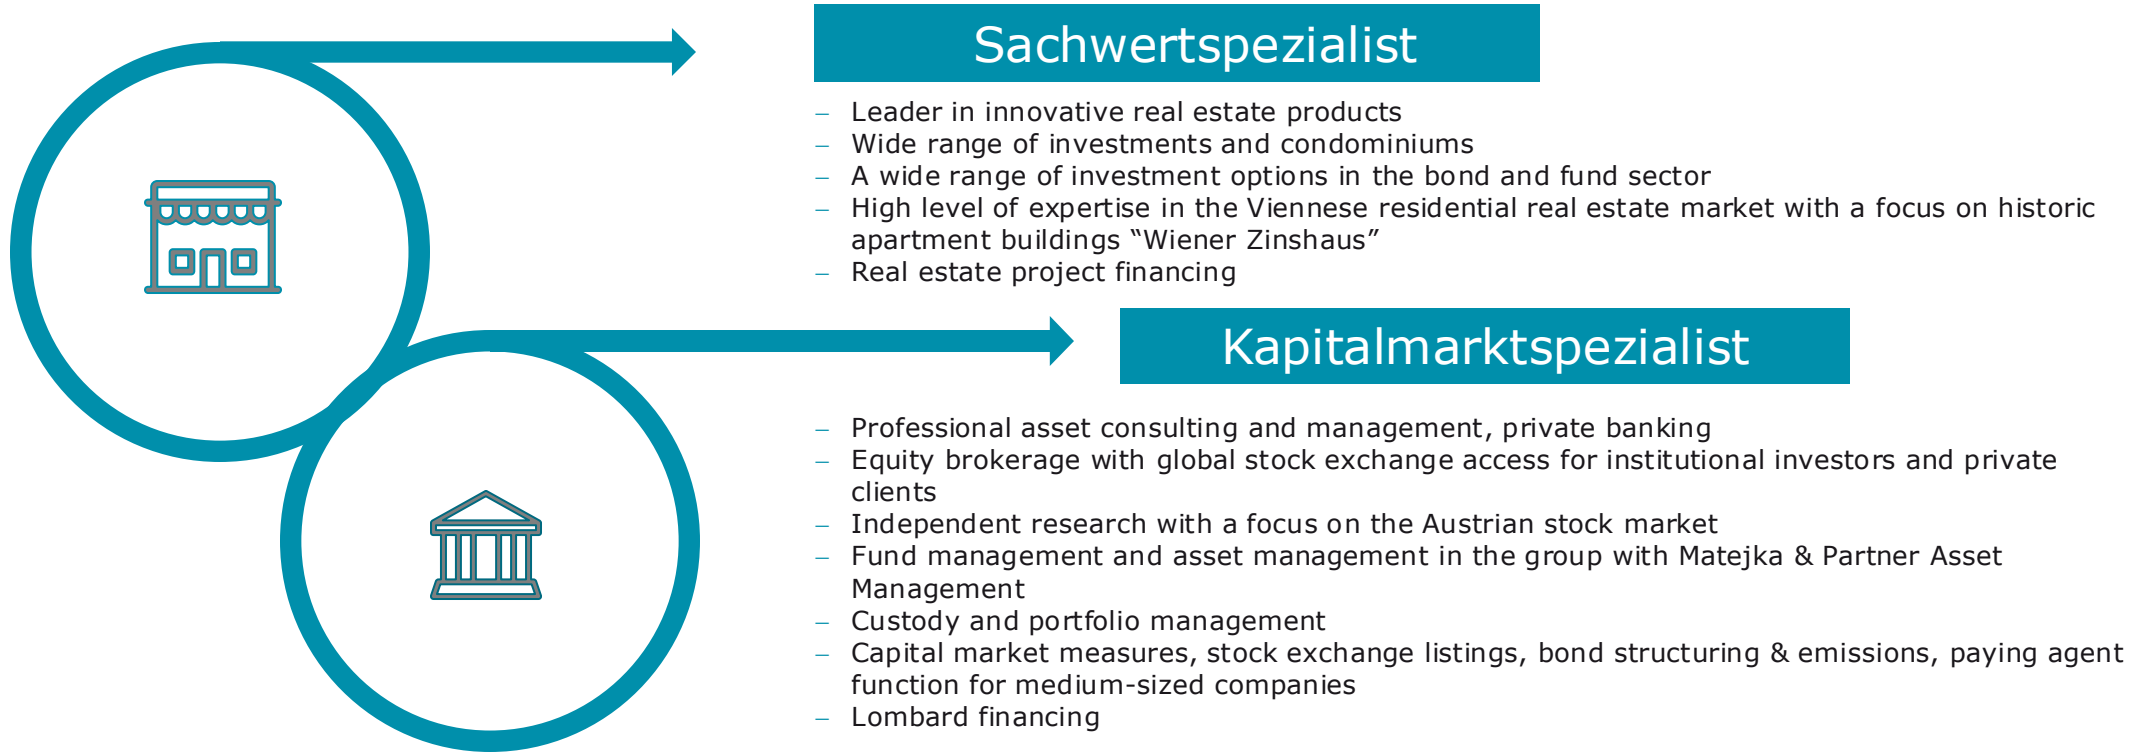 Sachwertspezialist
– Leader in innovative real estate products
– Wide range of investments and condominiums
– A wide range of investment options in the bond and fund sector
– High level of expertise in the Viennese residential real estate market with a focus on historic
apartment buildings “Wiener Zinshaus”
– Real estate project financing
Kapitalmarktspezialist
– Professional asset consulting and management, private banking
– Equity brokerage with global stock exchange access for institutional investors and private
clients
– Independent research with a focus on the Austrian stock market
– Fund management and asset management in the group with Matejka & Partner Asset
Management
– Custody and portfolio management
– Capital market measures, stock exchange listings, bond structuring & emissions, paying agent
function for medium-sized companies
– Lombard financing